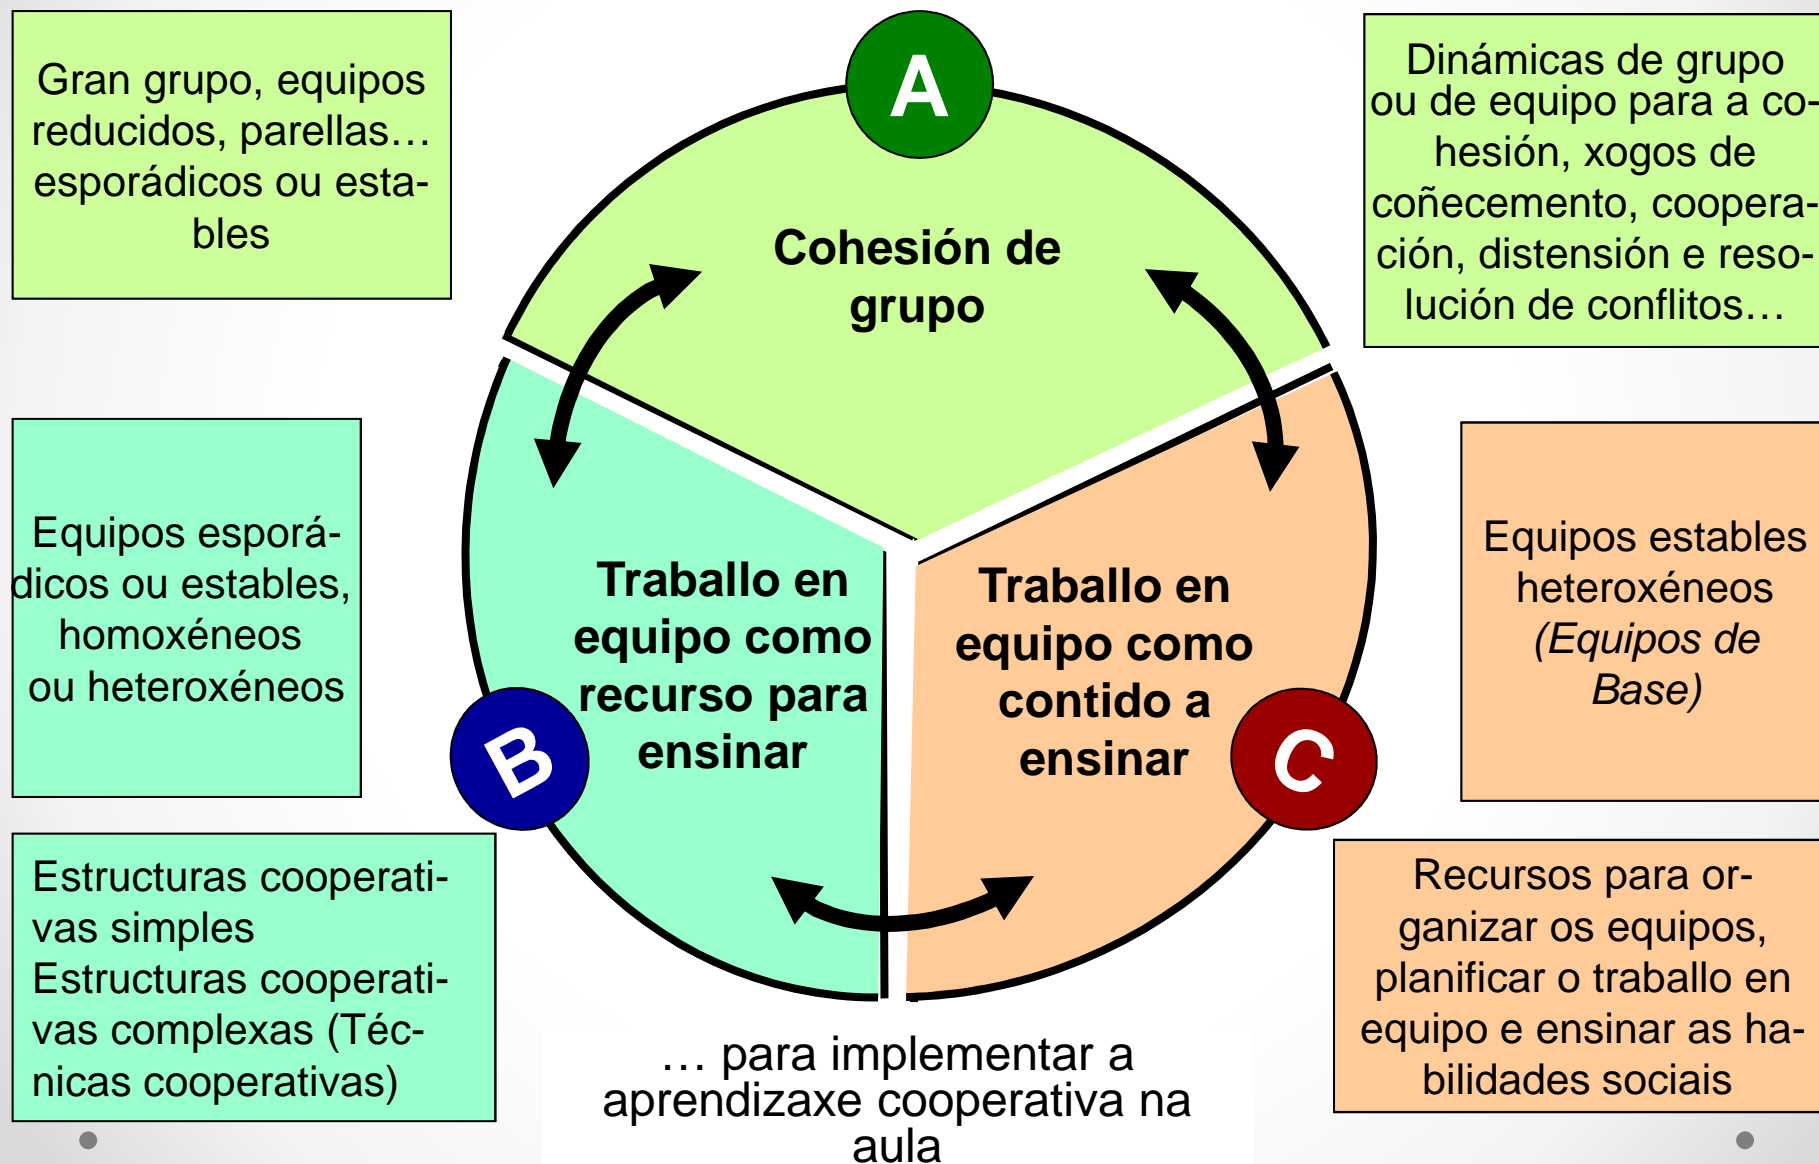 Gran grupo, equipos
reducidos, parellas…
esporádicos ou esta-
bles
A
Dinámicas de grupo
ou de equipo para a co-
hesión, xogos de
coñecemento, coopera-
ción, distensión e reso-
lución de conflitos…
Cohesión de
grupo
Equipos esporá-
dicos ou estables,
homoxéneos
ou heteroxéneos
Traballo en
equipo como
recurso para
ensinar
B
Traballo en
equipo como
contido a
ensinar
C
Equipos estables
heteroxéneos
(Equipos de
Base)
Estructuras cooperati-
vas simples
Estructuras cooperati-
vas complexas (Téc-
nicas cooperativas)
… para implementar a
aprendizaxe cooperativa na
aula
Recursos para or-
ganizar os equipos,
planificar o traballo en
equipo e ensinar as ha-
bilidades sociais